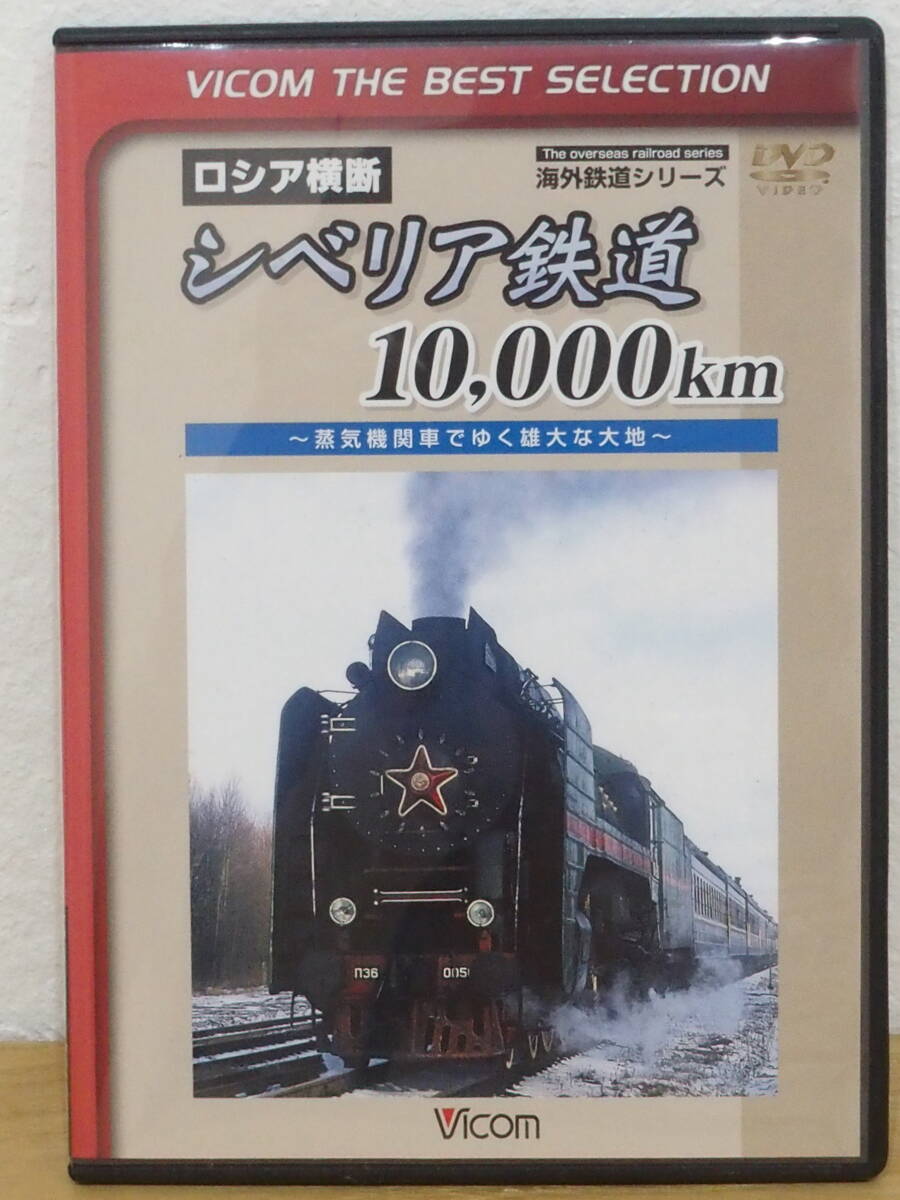 VICOM THE BEST SELECTION
ロシア横断
The overseas railroad series
海外鉄道シリーズ
DVD
VIDEO
シベリア鉄道
10,000km
～蒸気機関車でゆく雄大な大地～
П36
Vicom